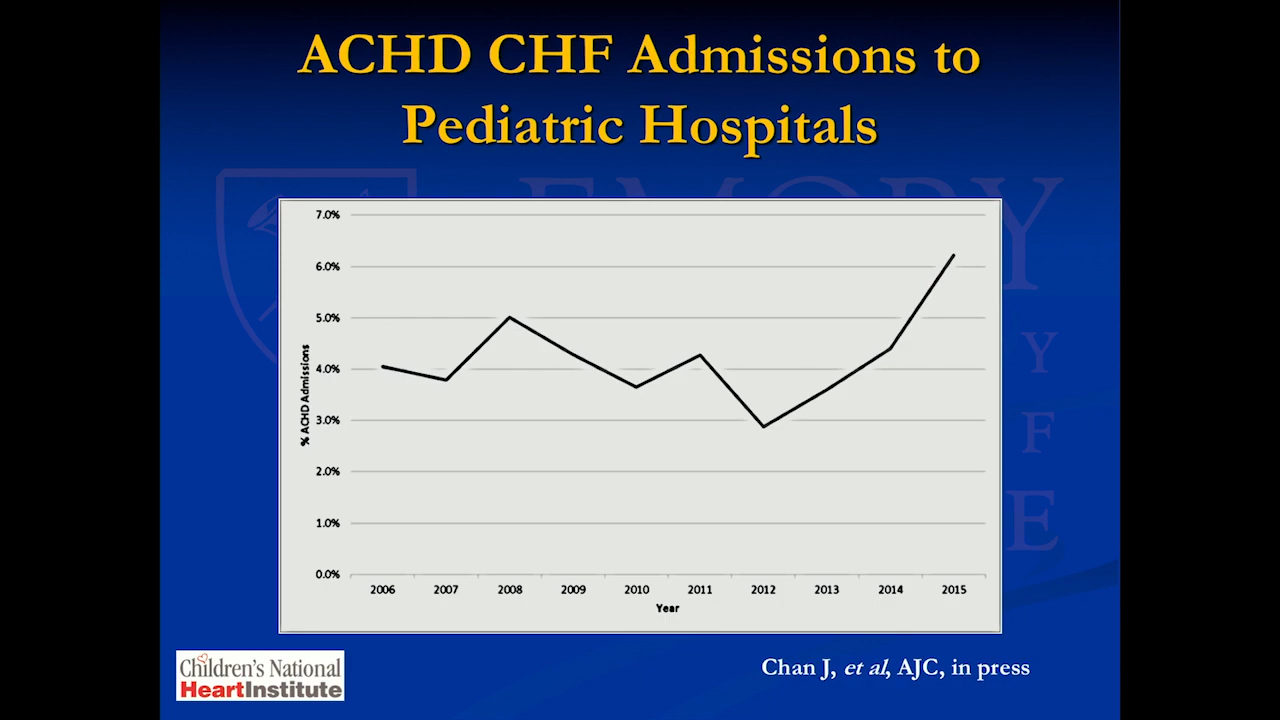 ACHD CHF Admissions to
Pediatric Hospitals
EMORY
7.0%
6.0%
5.0%
4.0%
3.0%
2.0%
1.0%
0.0%
% ACHD Admissions
2006 2007 2008 2009 2010 2011 2012 2013 2014 2015
Year
Y
F
E
Children's National
HeartInstitute
Chan J, et al, AJC, in press